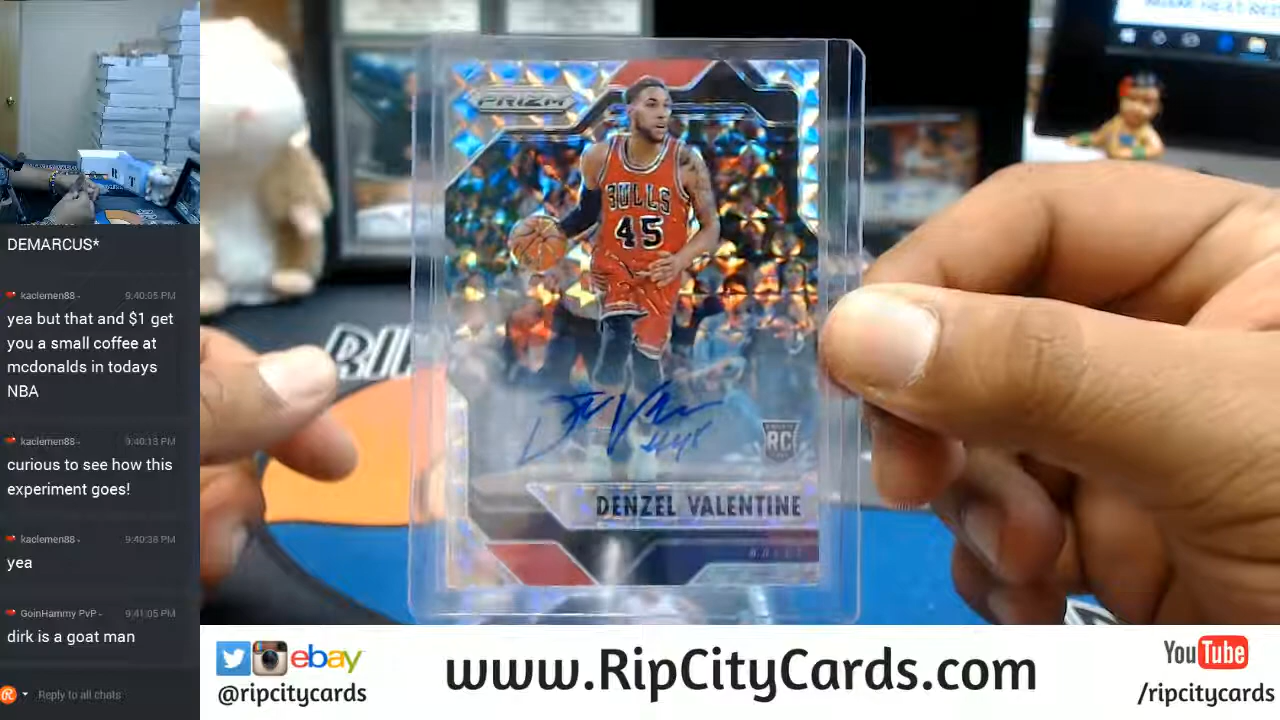 DEMARCUS*
kaclemen88 - 9:40:05 PM
yea but that and $1 get
you a small coffee at
mcdonalds in todays
NBA
kaclemen88 - 9:40:13 PM
curious to see how this
experiment goes!
kaclemen88 - 9:40:38 PM
yea
GoinHammy PvP - 9:41:05 PM
dirk is a goat man
Reply to all chats
PRIZM
BULLS
45
#45
RC
DENZEL VALENTINE
BULLS
ebay
@ripcitycards
www.RipCityCards.com
YouTube
/ripcitycards